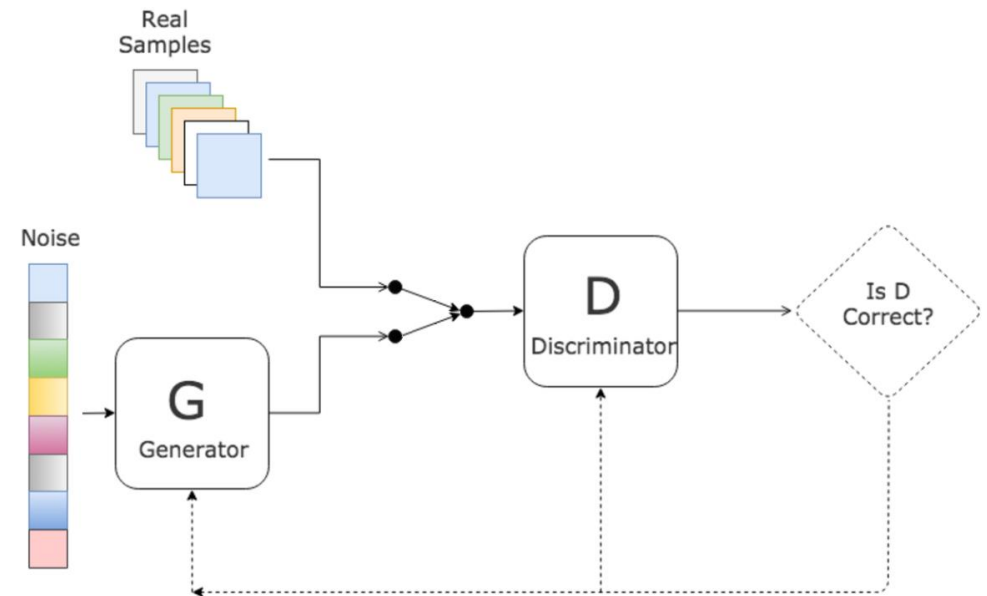 Real
Samples
Noise
G
Generator
D
Discriminator
Is D
Correct?